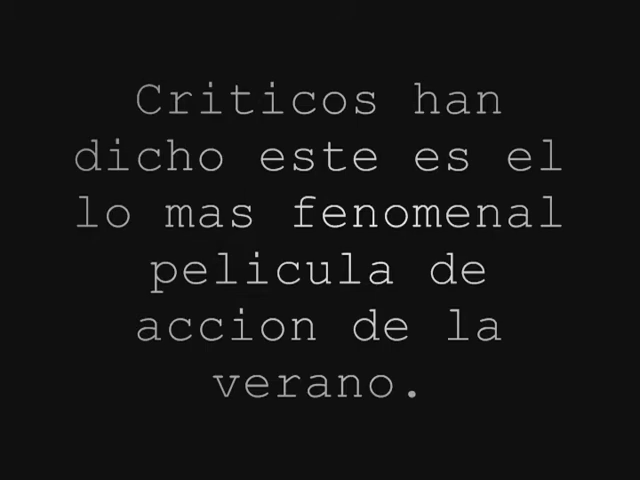 Criticos han
dicho este es el
lo mas fenomenal
pelicula de
accion de la
verano.